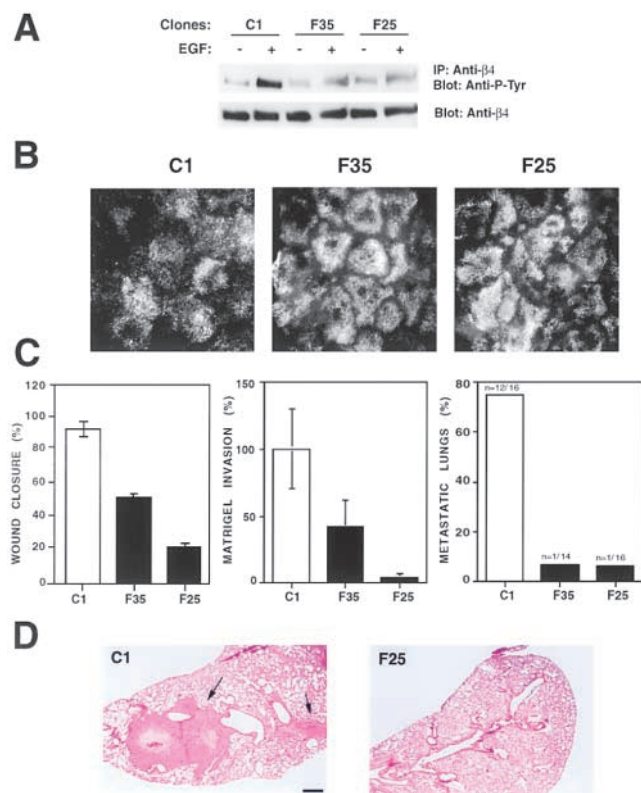 A
Clones: C1 F35 F25
EGF: - + - + - +
IP: Anti-β4
Blot: Anti-P-Tyr
Blot: Anti-β4
B
C1 F35 F25
C
WOUND CLOSURE (%)
120
100
80
60
40
20
0
C1 F35 F25
MATRIGEL INVASION (%)
150
100
50
0
C1 F35 F25
METASTATIC LUNGS (%)
80
60
40
20
0
n=12/16
n=1/14
n=1/16
C1 F35 F25
D
C1
F25